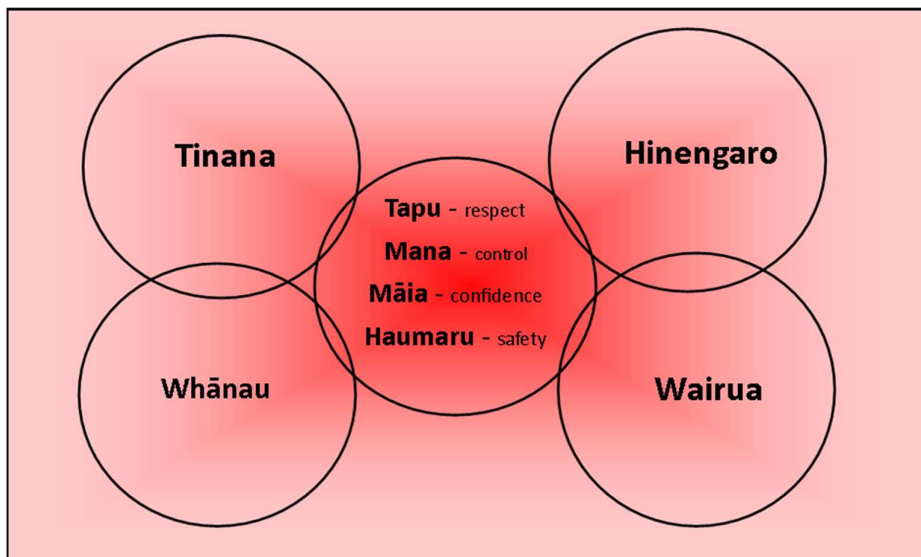 Tinana
Hinengaro
Tapu - respect
Mana - control
Māia - confidence
Haumaru - safety
Whānau
Wairua